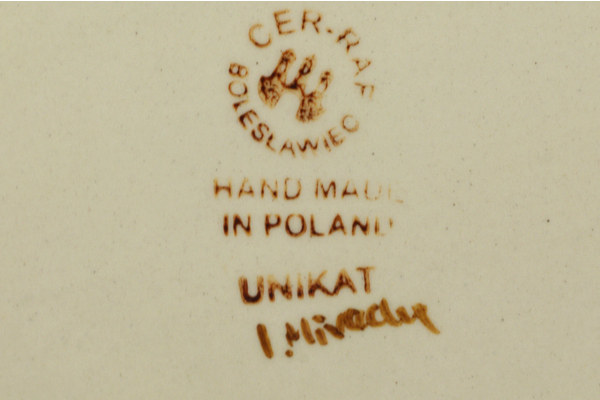 CER-RAF
BOLESŁAWIEC
HAND MADE
IN POLAND
UNIKAT